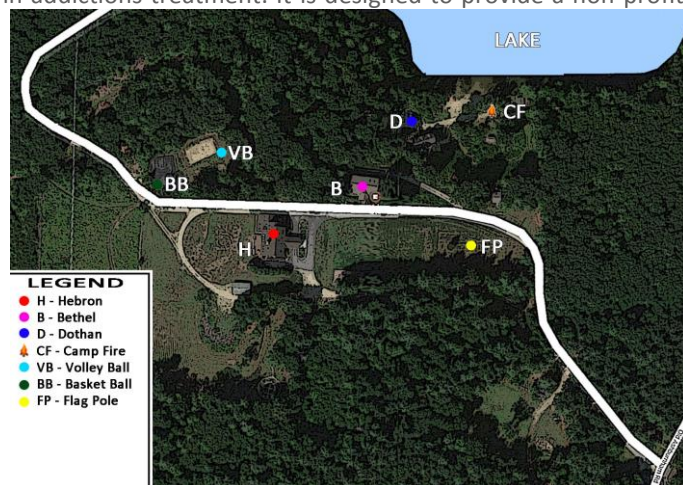 in addictions treatment. It is designed to provide a non-profit
LAKE
CF
D
VB
BB
B
H
FP
LEGEND
H - Hebron
B - Bethel
D - Dothan
CF - Camp Fire
VB - Volley Ball
BB - Basket Ball
FP - Flag Pole